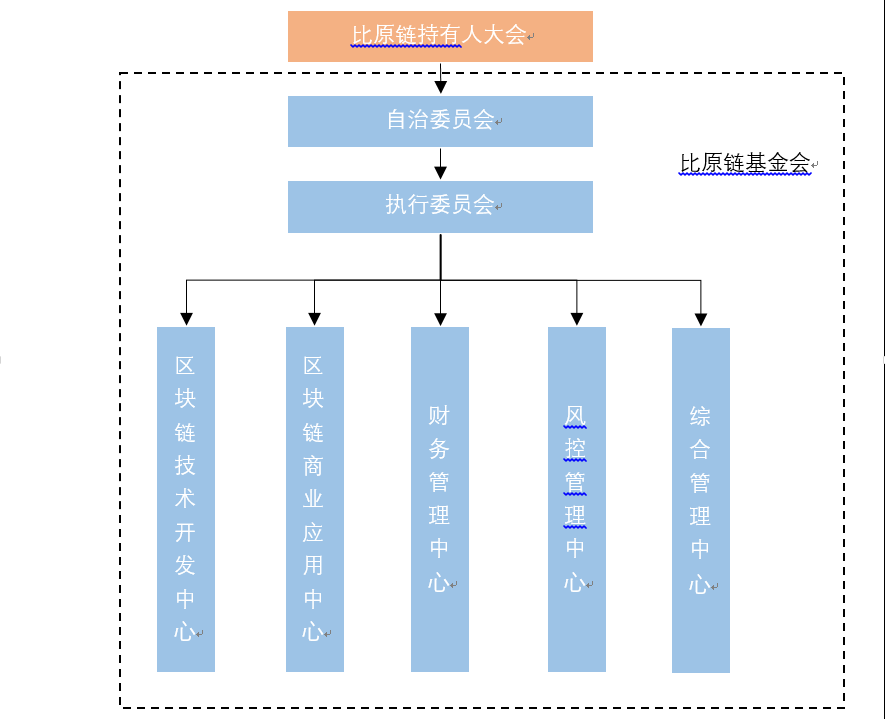 比原链持有人大会
自治委员会
比原链基金会
执行委员会
区块链技术开发中心
区块链商业应用中心
财务管理中心
风控管理中心
综合管理中心